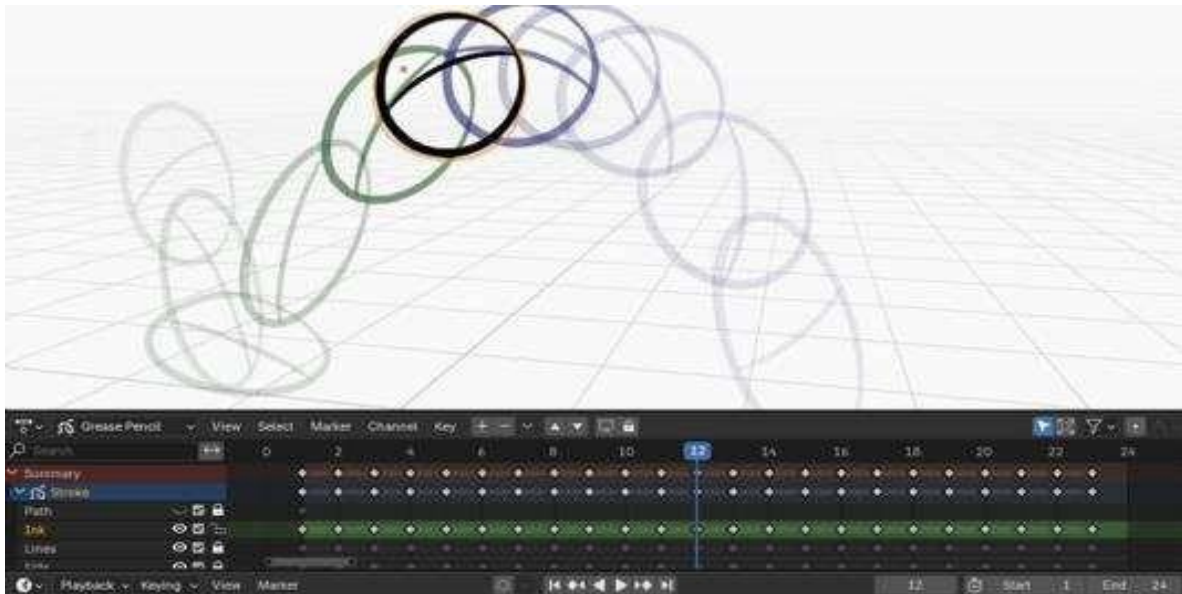 Grease Pencil View Select Marker Channel Key
Search 0 2 4 6 8 10 12 14 16 18 20 22 24
Summary
Stroke
Path
Ink
Lines
Playback Keying View Marker 12 Start 1 End 24